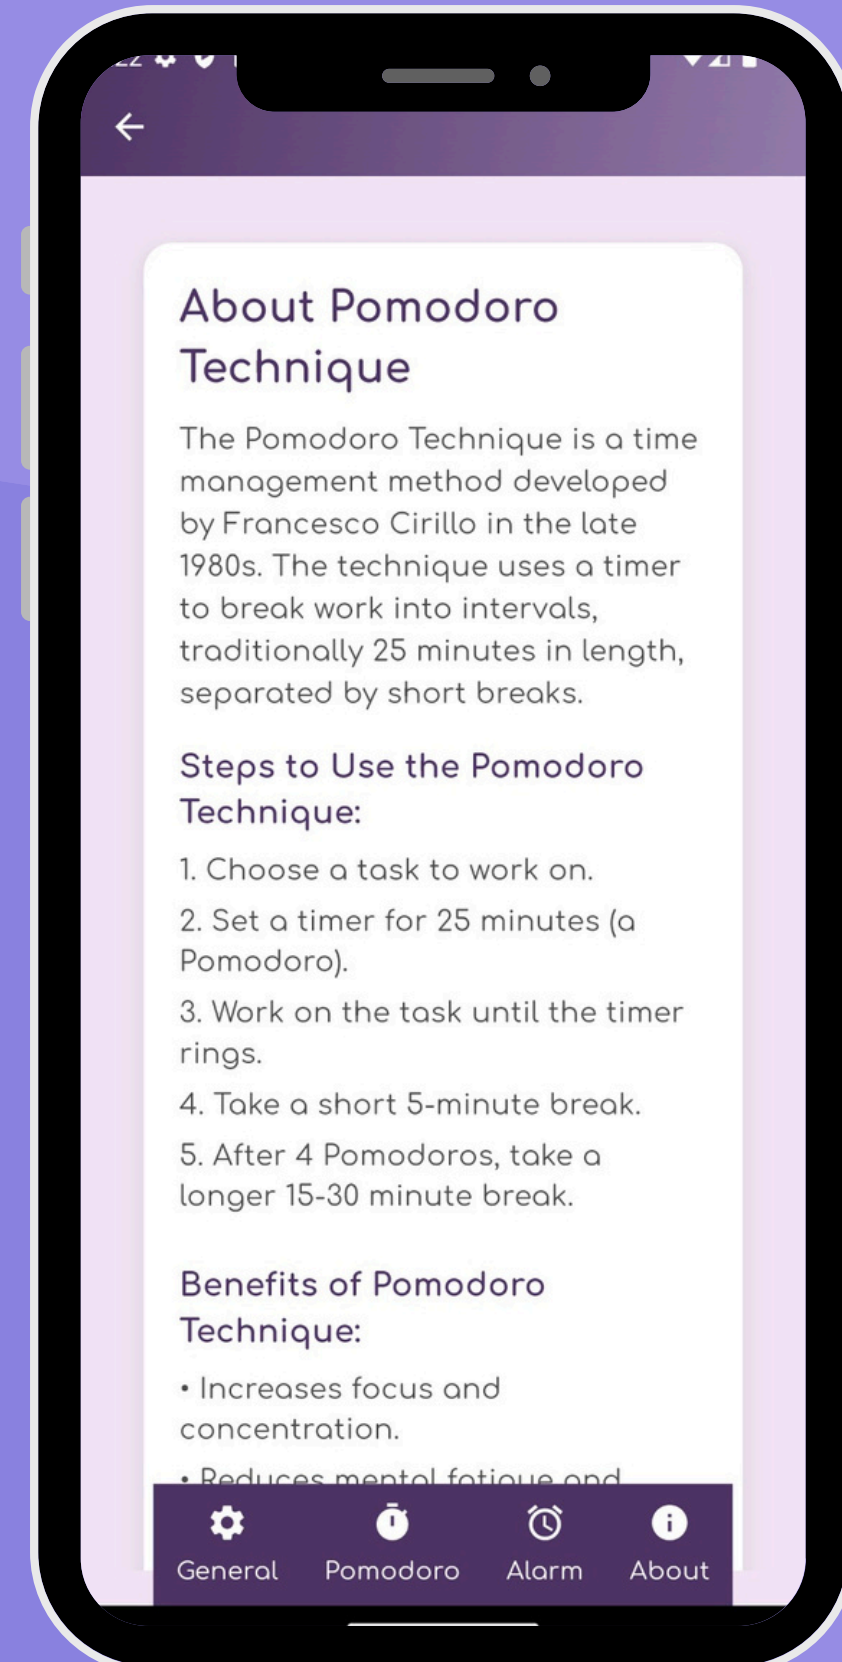 About Pomodoro
Technique
The Pomodoro Technique is a time
management method developed
by Francesco Cirillo in the late
1980s. The technique uses a timer
to break work into intervals,
traditionally 25 minutes in length,
separated by short breaks.
Steps to Use the Pomodoro
Technique:
1. Choose a task to work on.
2. Set a timer for 25 minutes (a
Pomodoro).
3. Work on the task until the timer
rings.
4. Take a short 5-minute break.
5. After 4 Pomodoros, take a
longer 15-30 minute break.
Benefits of Pomodoro
Technique:
• Increases focus and
concentration.
• Reduces mental fatigue and
General Pomodoro Alarm About